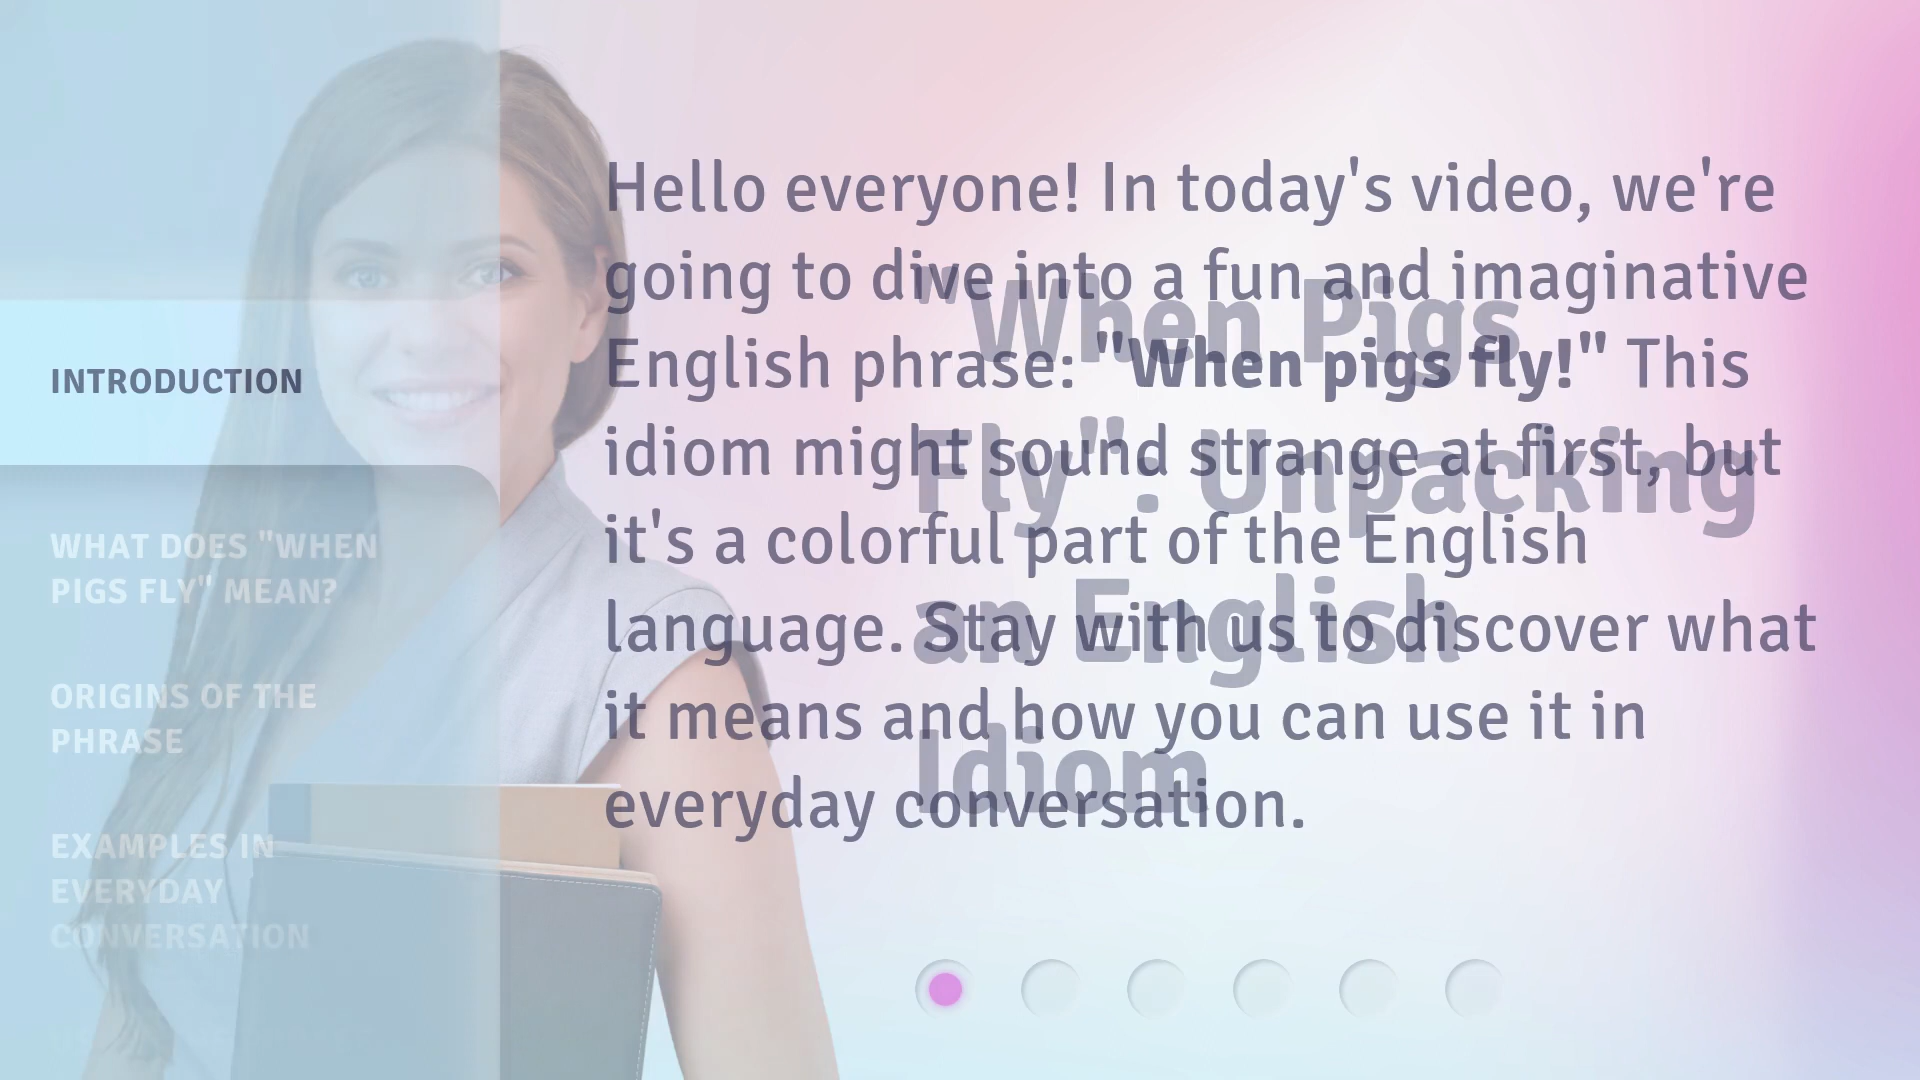 INTRODUCTION
WHAT DOES "WHEN
PIGS FLY" MEAN?
ORIGINS OF THE
PHRASE
EXAMPLES IN
EVERYDAY
CONVERSATION
Hello everyone! In today's video, we're
going to dive into a fun and imaginative
English phrase: "When pigs fly!" This
idiom might sound strange at first, but
it's a colorful part of the English
language. Stay with us to discover what
it means and how you can use it in
everyday conversation.
"When Pigs
Fly": Unpacking
an English
Idiom